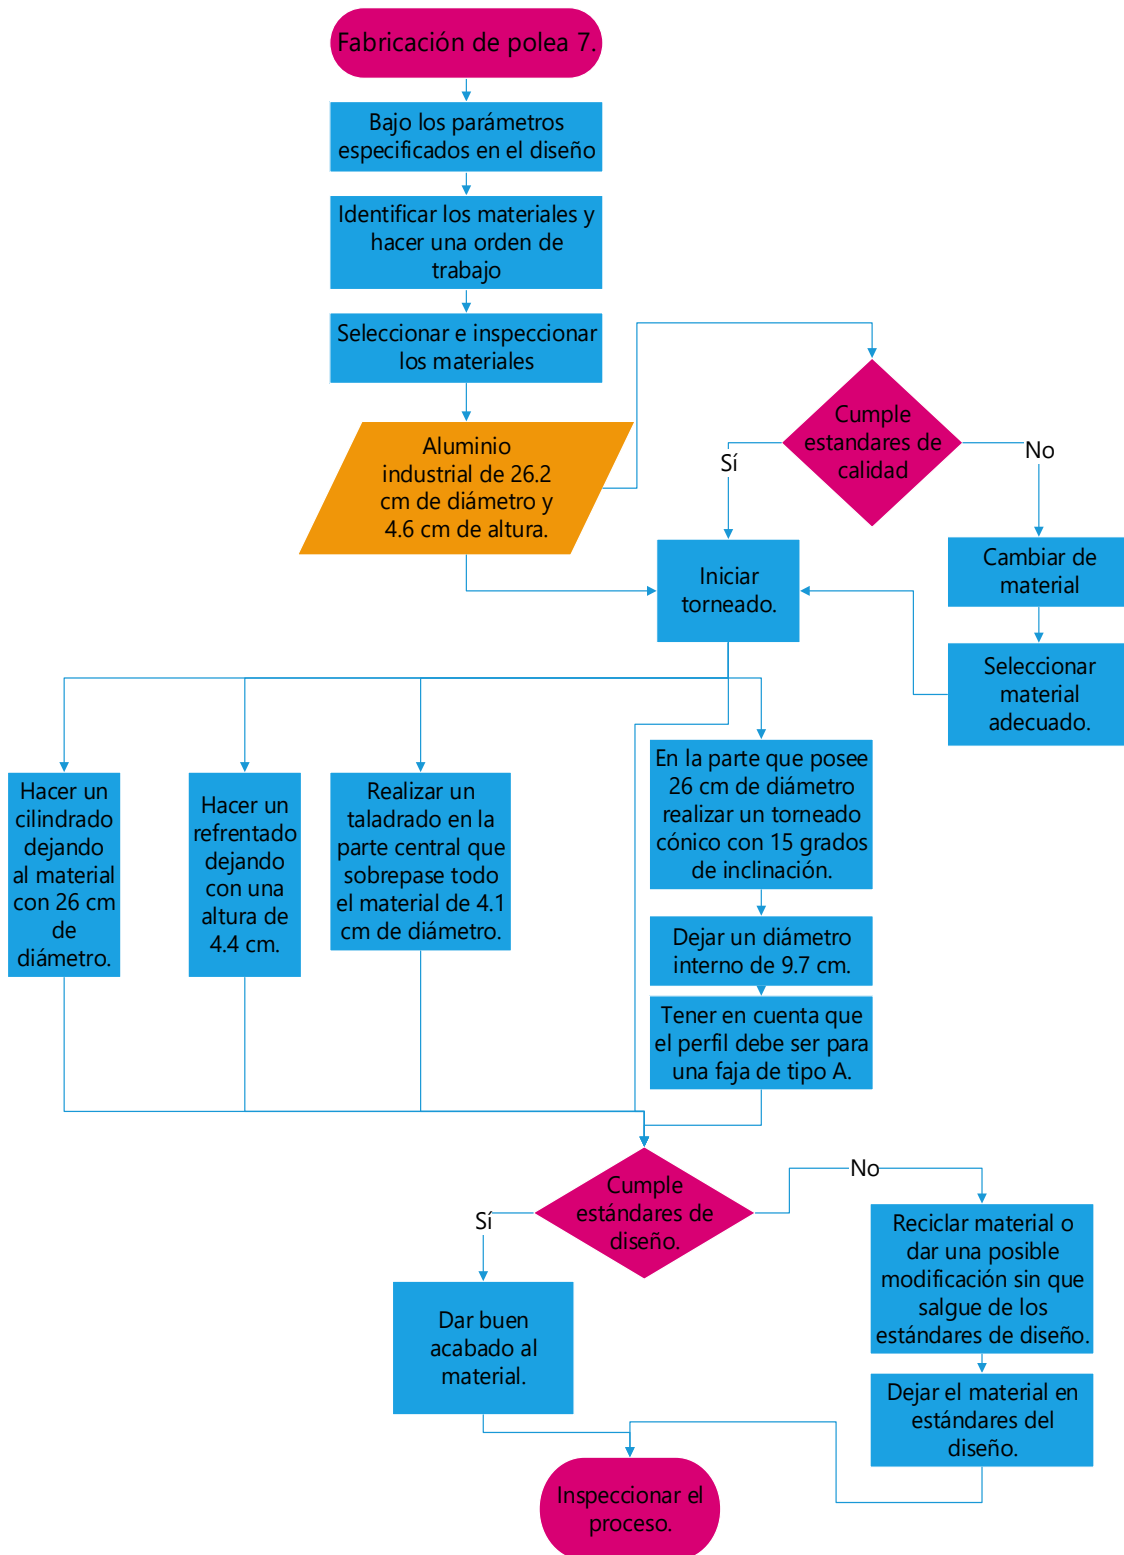 Fabricación de polea 7.
Bajo los parámetros
especificados en el diseño
Identificar los materiales y
hacer una orden de
trabajo
Seleccionar e inspeccionar
los materiales
Aluminio
industrial de 26.2
cm de diámetro y
4.6 cm de altura.
Cumple
estandares de
calidad
Sí
No
Iniciar
torneado.
Cambiar de
material
Seleccionar
material
adecuado.
Hacer un
cilindrado
dejando
al material
con 26 cm
de
diámetro.
Hacer un
refrentado
dejando
con una
altura de
4.4 cm.
Realizar un
taladrado en la
parte central que
sobrepase todo
el material de 4.1
cm de diámetro.
En la parte que posee
26 cm de diámetro
realizar un torneado
cónico con 15 grados
de inclinación.
Dejar un diámetro
interno de 9.7 cm.
Tener en cuenta que
el perfil debe ser para
una faja de tipo A.
Cumple
estándares de
diseño.
Sí
No
Dar buen
acabado al
material.
Reciclar material o
dar una posible
modificación sin que
salgue de los
estándares de diseño.
Dejar el material en
estándares del
diseño.
Inspeccionar el
proceso.